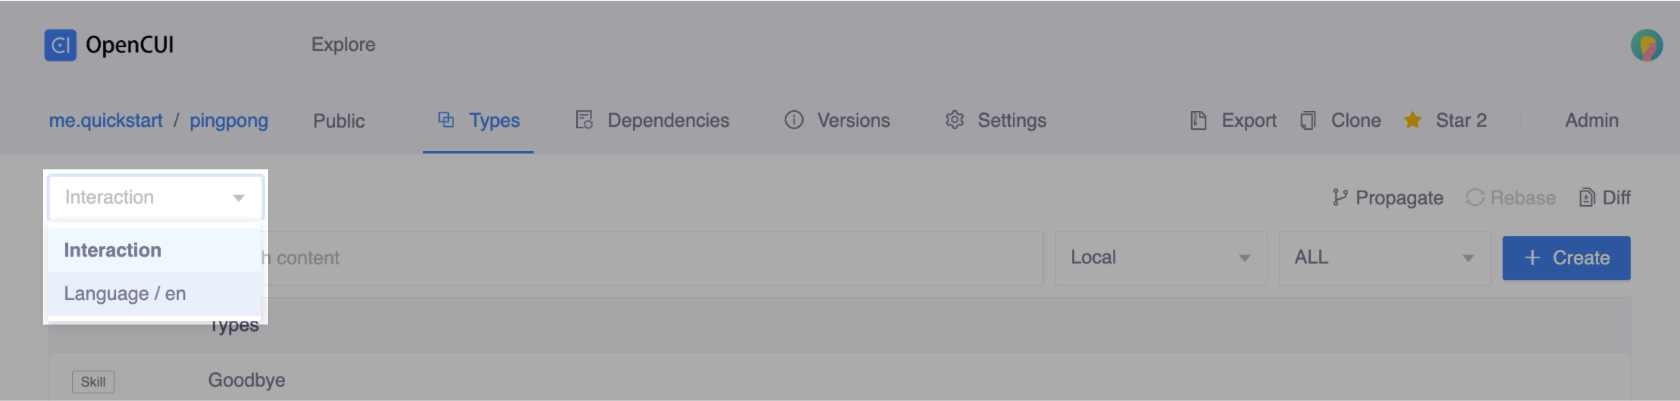 CI OpenCUI Explore
me.quickstart / pingpong Public Types Dependencies Versions Settings Export Clone Star 2 Admin
Interaction Propagate Rebase Diff
Interaction
content Local ALL + Create
Language / en
Types
Skill Goodbye